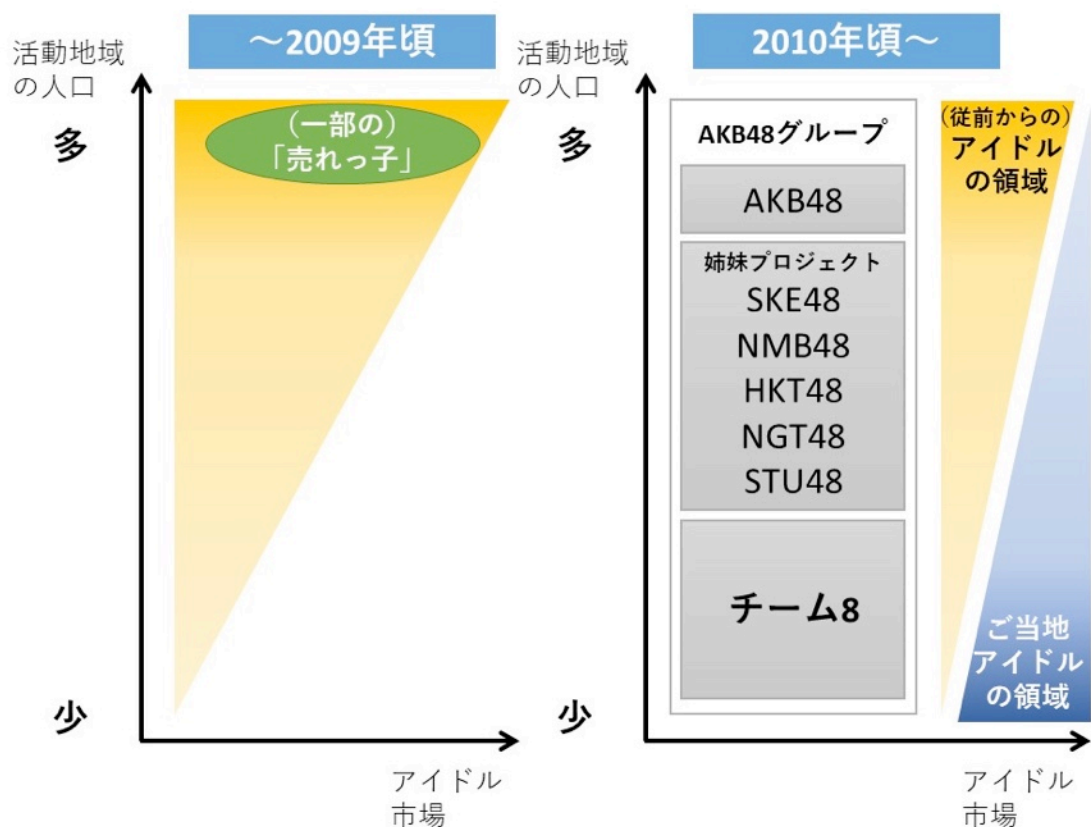 ～2009年頃
活動地域
の人口
多
（一部の）
「売れっ子」
少
アイドル
市場
2010年頃～
活動地域
の人口
多
AKB48グループ
AKB48
姉妹プロジェクト
SKE48
NMB48
HKT48
NGT48
STU48
チーム8
(従前からの)
アイドル
の領域
ご当地
アイドル
の領域
少
アイドル
市場